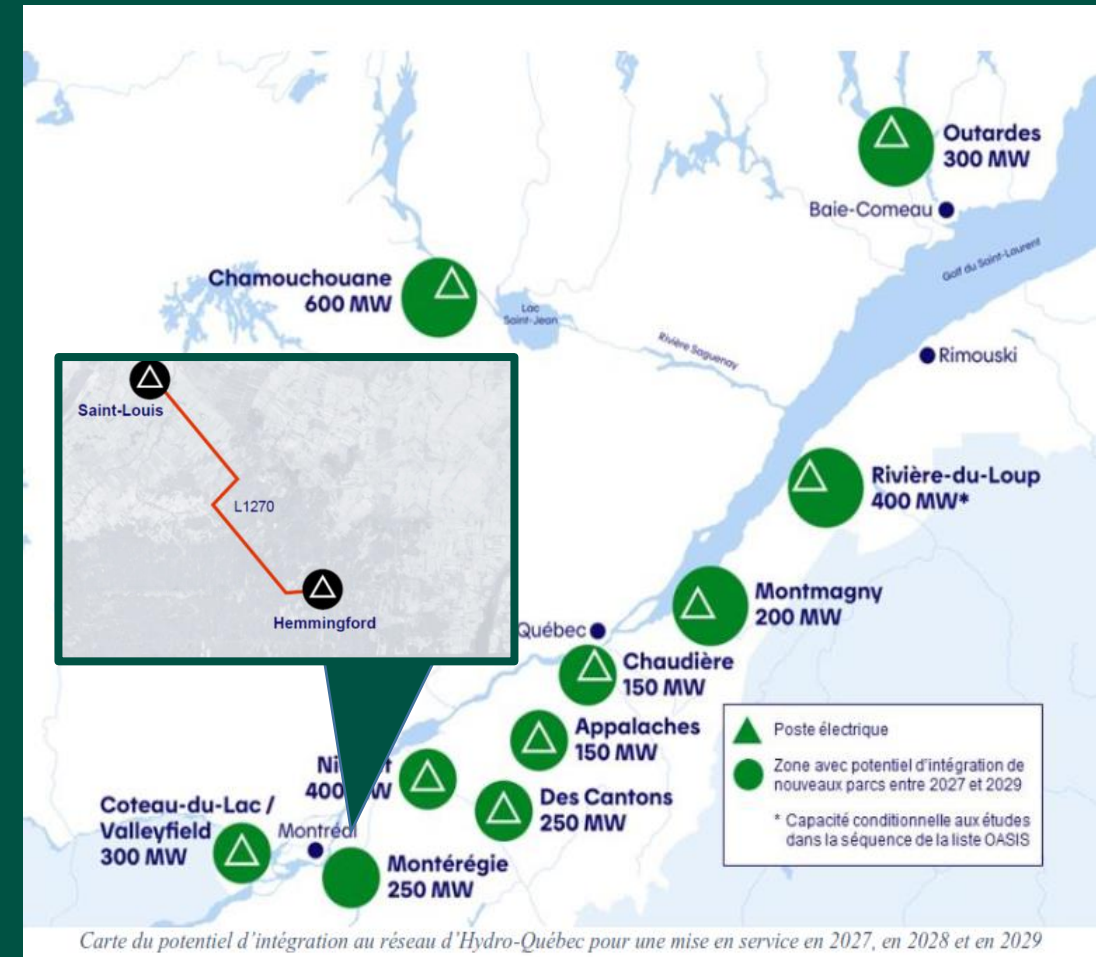 Outardes
300 MW
Baie-Comeau
Golf du Saint-Laurent
Chamouchouane
600 MW
Lac
Saint-Jean
Rivière Saguenay
Rimouski
Saint-Louis
L1270
Hemmingford
Rivière-du-Loup
400 MW*
Montmagny
200 MW
Québec
Chaudière
150 MW
Appalaches
150 MW
400
Des Cantons
250 MW
Coteau-du-Lac /
Valleyfield
300 MW
Montréal
Montérégie
250 MW
Poste électrique
Zone avec potentiel d'intégration de
nouveaux parcs entre 2027 et 2029
* Capacité conditionnelle aux études
dans la séquence de la liste OASIS
Carte du potentiel d'intégration au réseau d'Hydro-Québec pour une mise en service en 2027, en 2028 et en 2029